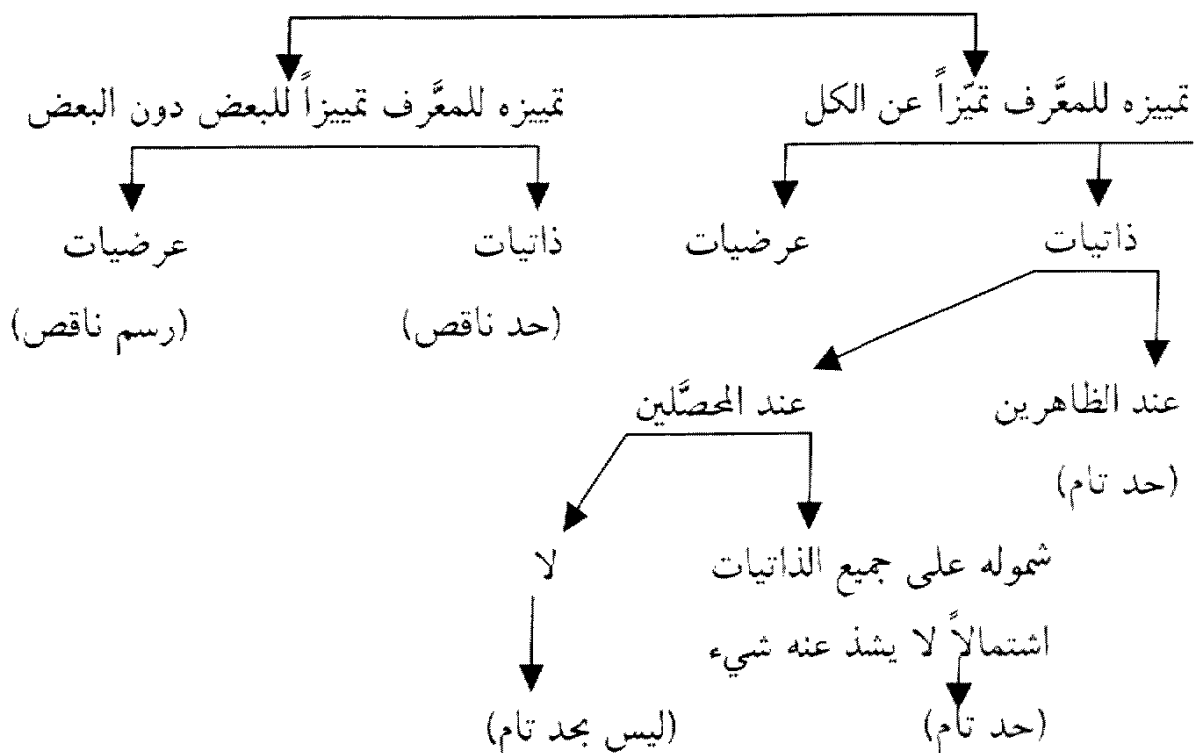 تمييزه للمعرَّف تميّزاً عن الكل
تمييزه للمعرَّف تمييزاً للبعض دون البعض
ذاتيات
عرضيات
ذاتيات
عرضيات
(حد ناقص)
(رسم ناقص)
عند الظاهرين
عند المحصَّلين
(حد تام)
شموله على جميع الذاتيات
لا
اشتمالاً لا يشذ عنه شيء
(حد تام)
(ليس بحد تام)